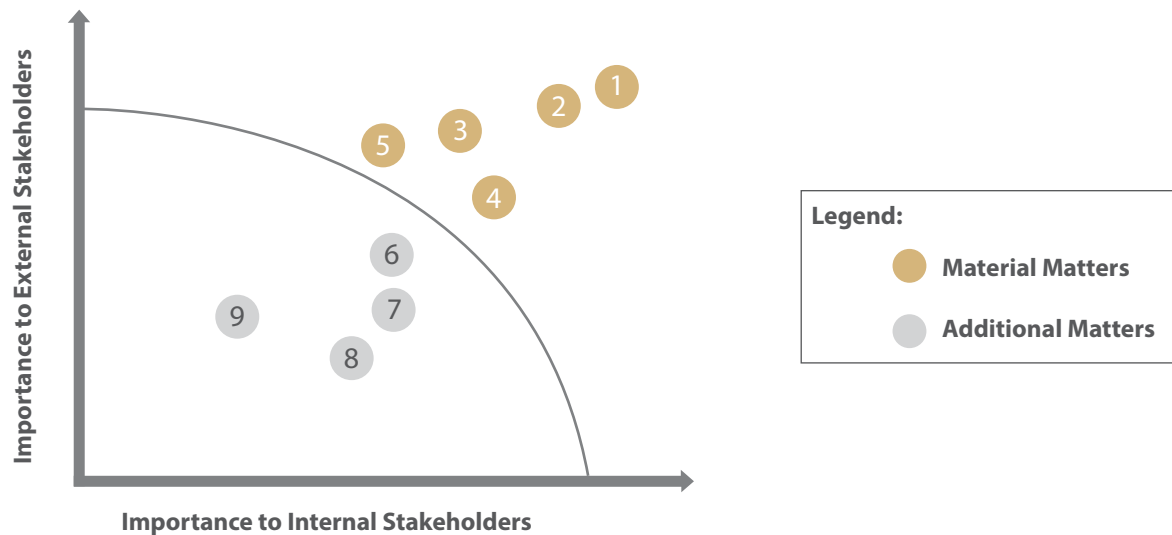 Importance to External Stakeholders
1
2
3
5
4
6
7
9
8
Importance to Internal Stakeholders
Legend:
Material Matters
Additional Matters